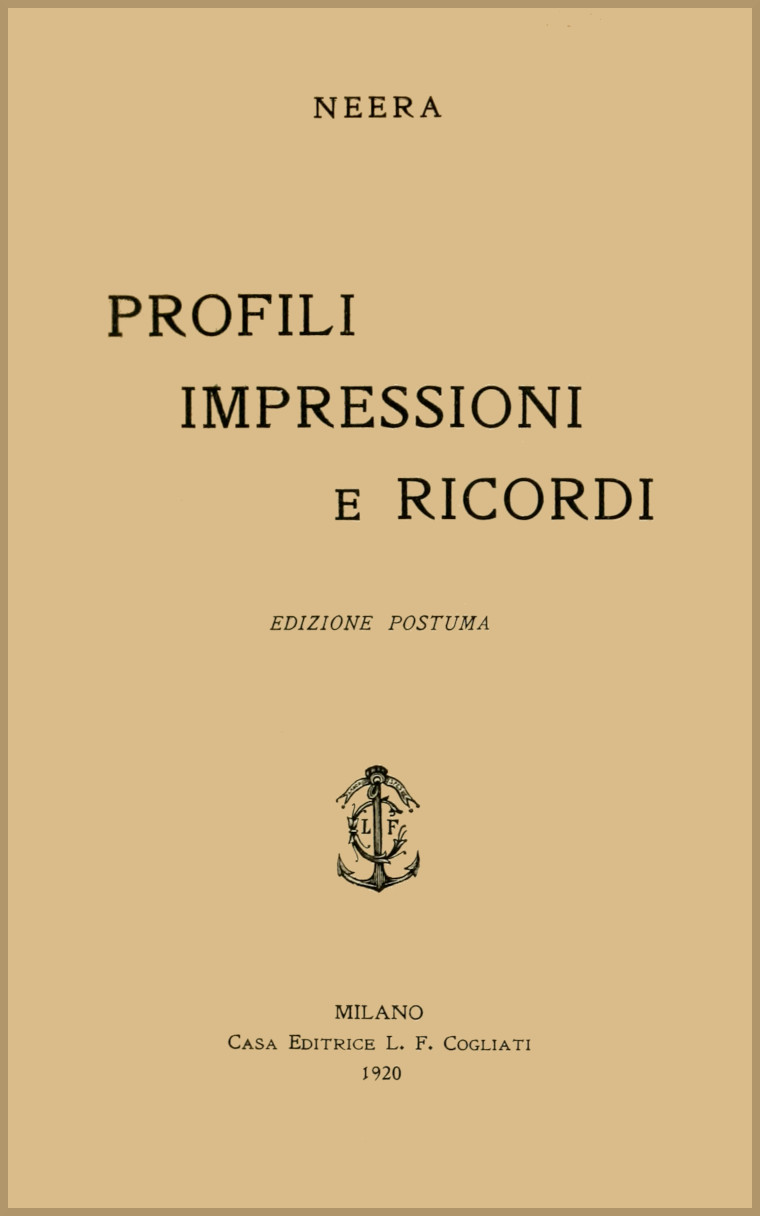 NEERA
PROFILI
IMPRESSIONI
E RICORDI
EDIZIONE POSTUMA
L F
MILANO
CASA EDITRICE L. F. COGLIATI
1920